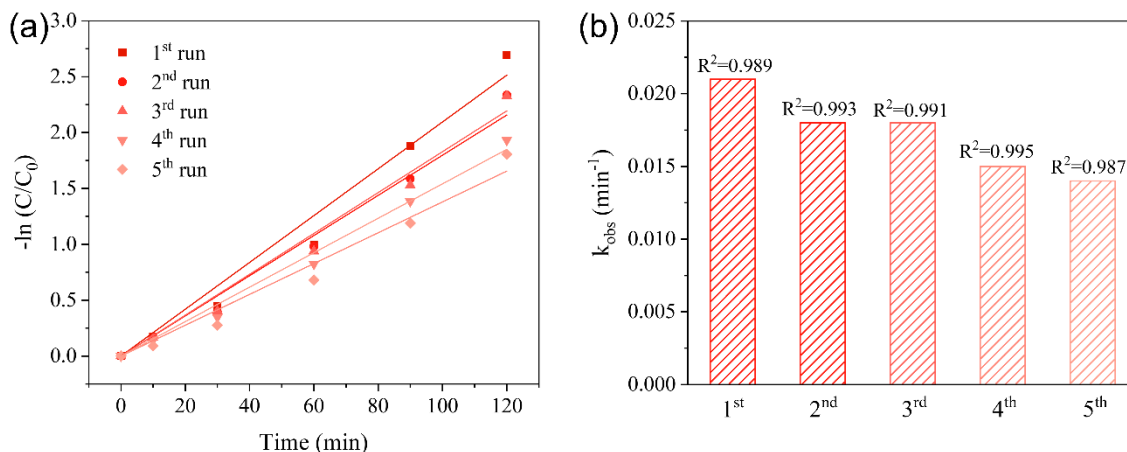 (a)
3.0
2.5
2.0
1.5
1.0
0.5
0.0
-ln (C/C₀)
1ˢᵗ run
2ⁿᵈ run
3ʳᵈ run
4ᵗʰ run
5ᵗʰ run
0 20 40 60 80 100 120
Time (min)
(b)
0.025
0.020
0.015
0.010
0.005
0.000
k_obs (min⁻¹)
R²=0.989
R²=0.993
R²=0.991
R²=0.995
R²=0.987
1ˢᵗ 2ⁿᵈ 3ʳᵈ 4ᵗʰ 5ᵗʰ